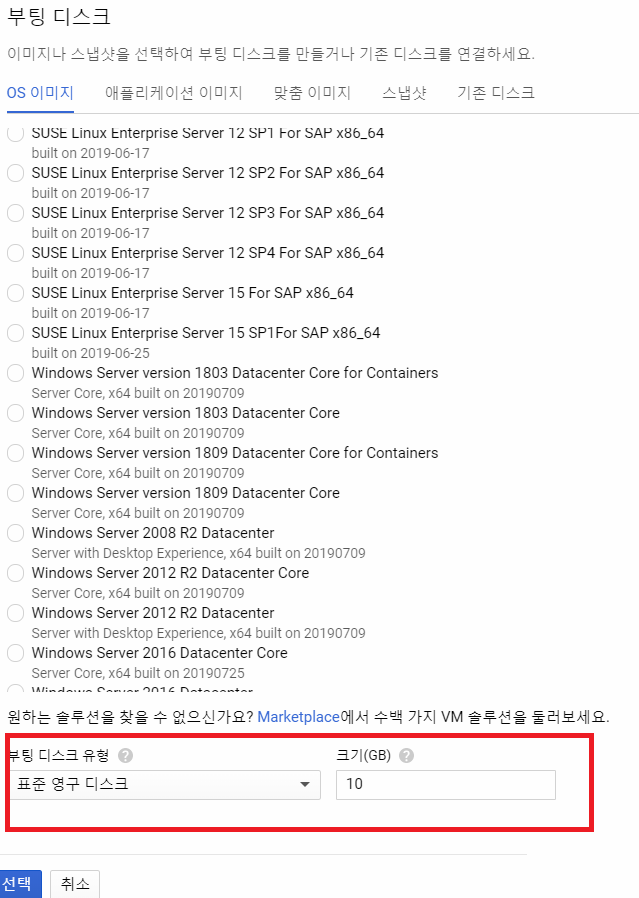 부팅 디스크
이미지나 스냅샷을 선택하여 부팅 디스크를 만들거나 기존 디스크를 연결하세요.
OS 이미지 애플리케이션 이미지 맞춤 이미지 스냅샷 기존 디스크
SUSE Linux Enterprise Server 12 SP1 For SAP x86_64
built on 2019-06-17
SUSE Linux Enterprise Server 12 SP2 For SAP x86_64
built on 2019-06-17
SUSE Linux Enterprise Server 12 SP3 For SAP x86_64
built on 2019-06-17
SUSE Linux Enterprise Server 12 SP4 For SAP x86_64
built on 2019-06-17
SUSE Linux Enterprise Server 15 For SAP x86_64
built on 2019-06-17
SUSE Linux Enterprise Server 15 SP1For SAP x86_64
built on 2019-06-25
Windows Server version 1803 Datacenter Core for Containers
Server Core, x64 built on 20190709
Windows Server version 1803 Datacenter Core
Server Core, x64 built on 20190709
Windows Server version 1809 Datacenter Core for Containers
Server Core, x64 built on 20190709
Windows Server version 1809 Datacenter Core
Server Core, x64 built on 20190709
Windows Server 2008 R2 Datacenter
Server with Desktop Experience, x64 built on 20190709
Windows Server 2012 R2 Datacenter Core
Server Core, x64 built on 20190709
Windows Server 2012 R2 Datacenter
Server with Desktop Experience, x64 built on 20190709
Windows Server 2016 Datacenter Core
Server Core, x64 built on 20190725
Windows Server 2016 Datacenter
원하는 솔루션을 찾을 수 없으신가요? Marketplace에서 수백 가지 VM 솔루션을 둘러보세요.
부팅 디스크 유형 ? 크기(GB) ?
표준 영구 디스크 10
선택 취소